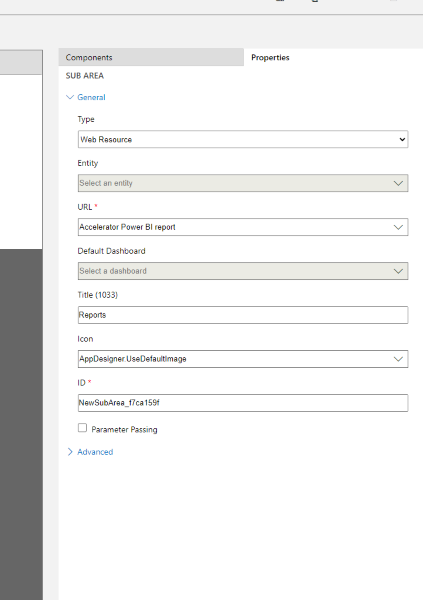 Components
Properties
SUB AREA
General
Type
Web Resource
Entity
Select an entity
URL *
Accelerator Power BI report
Default Dashboard
Select a dashboard
Title (1033)
Reports
Icon
AppDesigner.UseDefaultImage
ID *
NewSubArea_f7ca159f
Parameter Passing
Advanced